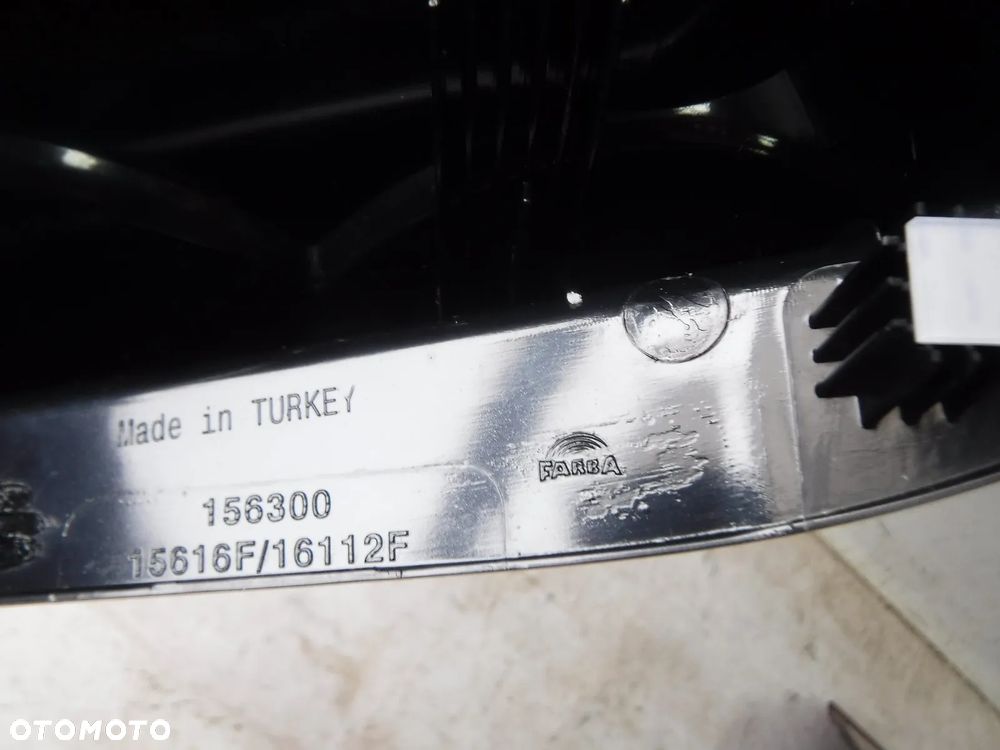 Made in TURKEY
FARBA
156300
15616F/16112F
OTOMOTO